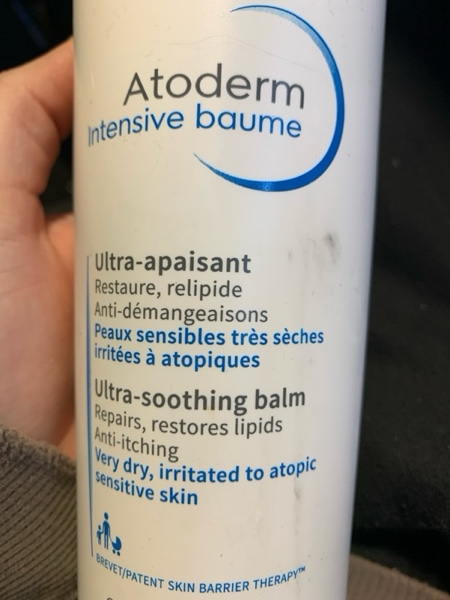 Atoderm
Intensive baume
Ultra-apaisant
Restaure, relipide
Anti-démangeaisons
Peaux sensibles très sèches
irritées à atopiques
Ultra-soothing balm
Repairs, restores lipids
Anti-itching
Very dry, irritated to atopic
sensitive skin
BREVET/PATENT SKIN BARRIER THERAPY™